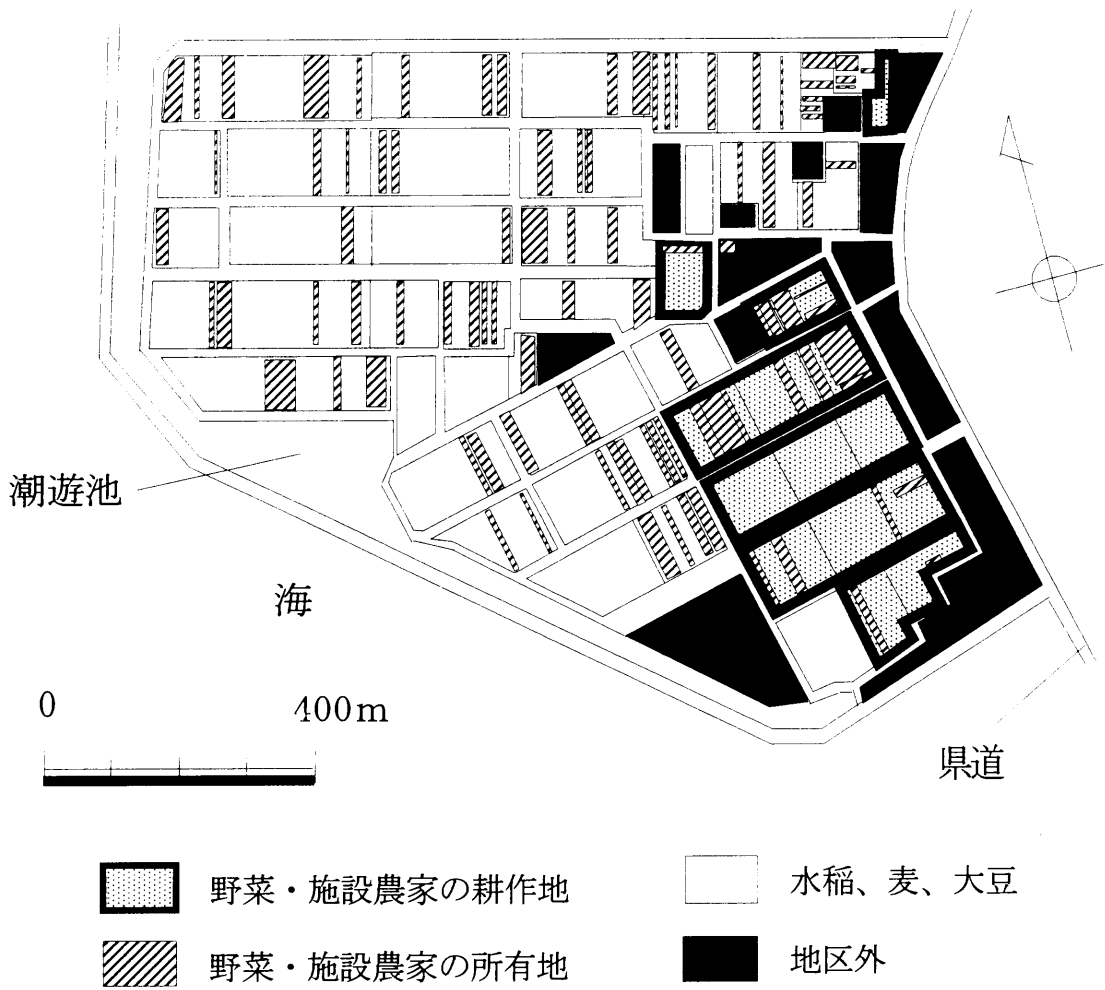 潮遊池
海
0 400m
県道
野菜・施設農家の耕作地
水稲、麦、大豆
野菜・施設農家の所有地
地区外